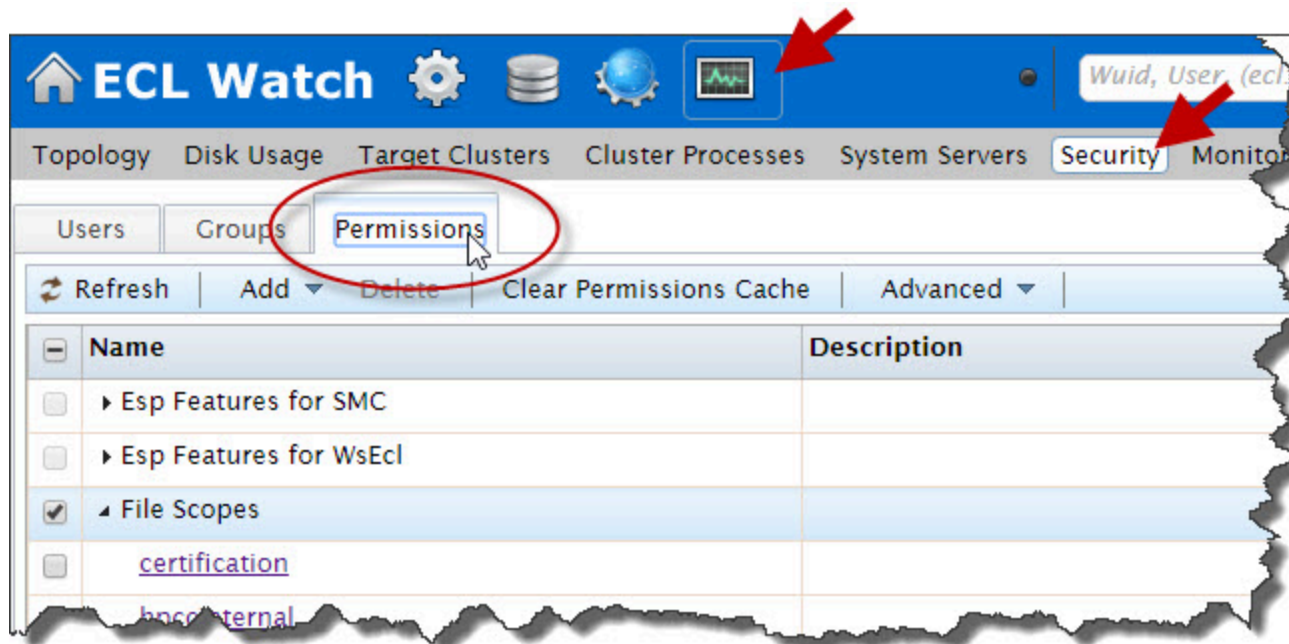 ECL Watch Wuid, User, (ecl
Topology Disk Usage Target Clusters Cluster Processes System Servers Security Monitor
Users Groups Permissions
Refresh Add Delete Clear Permissions Cache Advanced
Name Description
Esp Features for SMC
Esp Features for WsEcl
File Scopes
certification